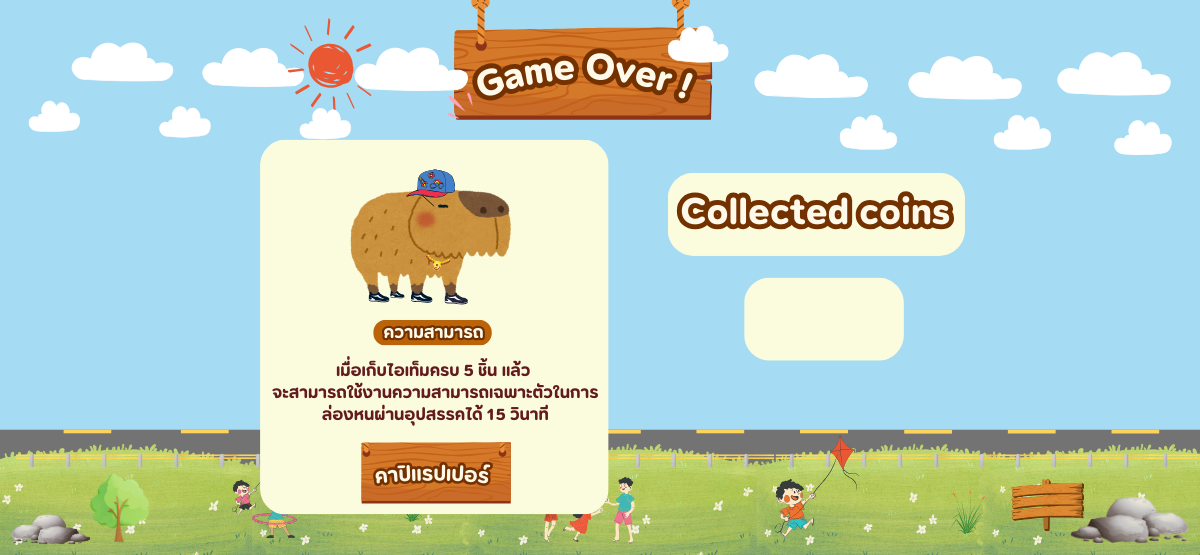 Game Over !
Collected coins
ความสามารถ
เมื่อเก็บไอเท็มครบ 5 ชิ้น แล้ว
จะสามารถใช้งานความสามารถเฉพาะตัวในการ
ล่องหนผ่านอุปสรรคได้ 15 วินาที
คาปิแรปเปอร์